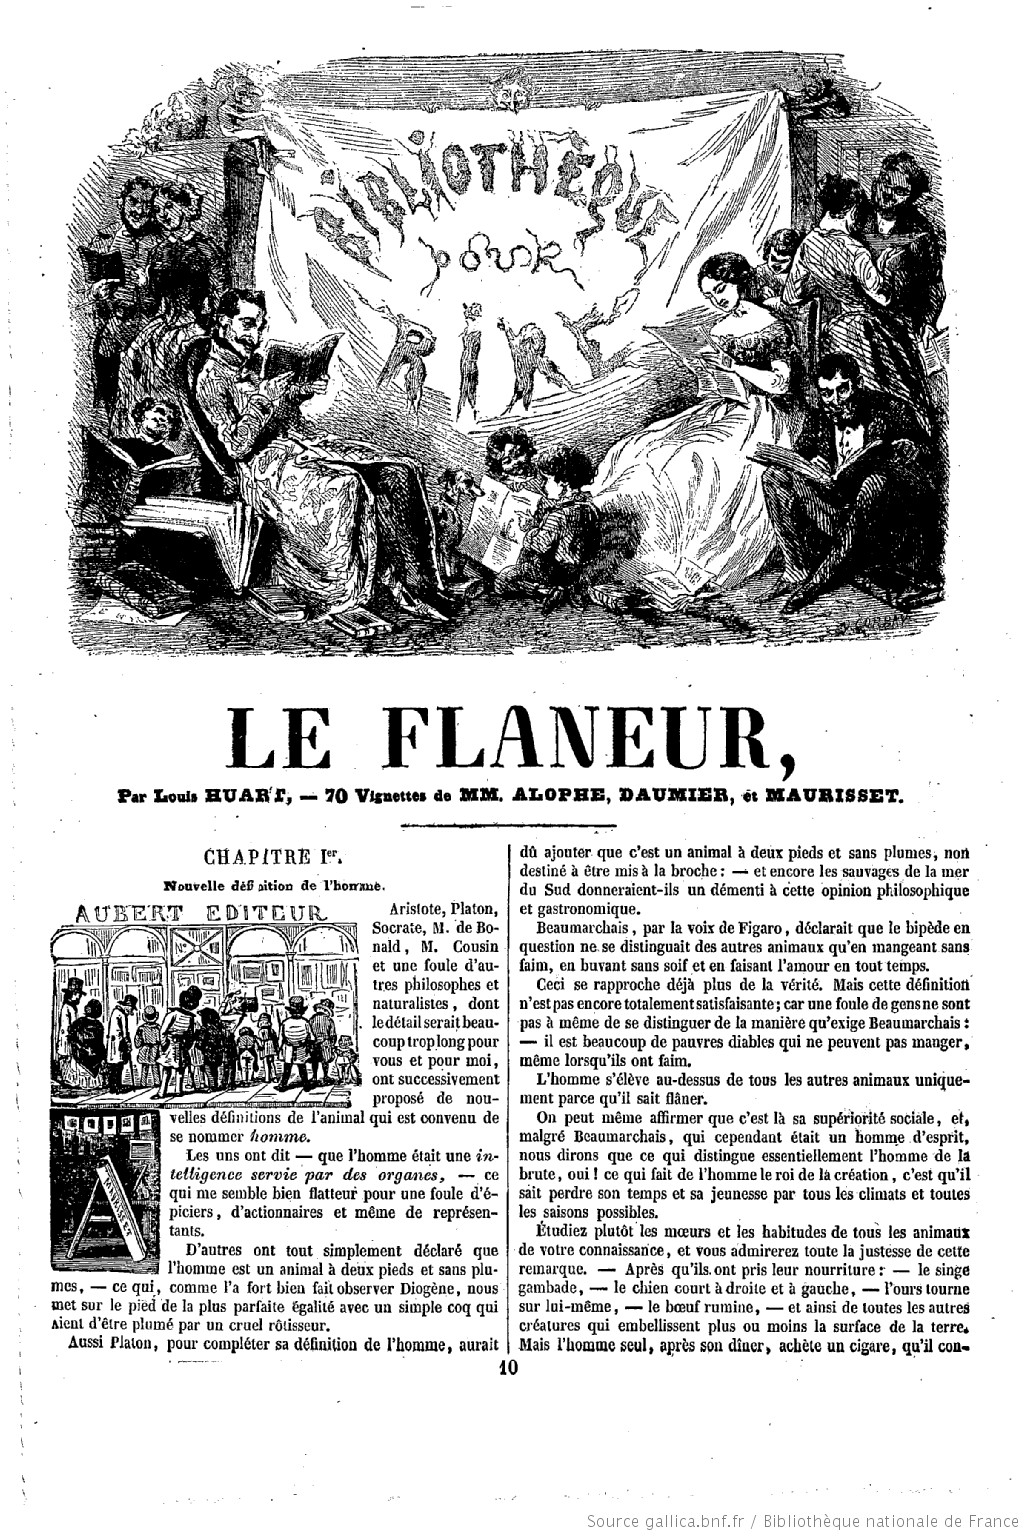 BIBLIOTHEQUE
pour
RIRE
LE FLANEUR,
Par Louis HUART, — 70 Vignettes de MM. ALOPHE, DAUMIER, et MAURISSET.
CHAPITRE Ier.
Nouvelle définition de l'homme.
AUBERT EDITEUR
Aristote, Platon,
Socrate, M. de Bo-
nald, M. Cousin
et une foule d'au-
tres philosophes et
naturalistes, dont
le détail serait beau-
coup trop long pour
vous et pour moi,
ont successivement
proposé de nou-
velles définitions de l'animal qui est convenu de
se nommer homme.
Les uns ont dit — que l'homme était une in-
telligence servie par des organes, — ce
qui me semble bien flatteur pour une foule d'é-
piciers, d'actionnaires et même de représen-
tants.
D'autres ont tout simplement déclaré que
l'homme est un animal à deux pieds et sans plu-
mes, — ce qui, comme l'a fort bien fait observer Diogène, nous
met sur le pied de la plus parfaite égalité avec un simple coq qui
vient d'être plumé par un cruel rôtisseur.
Aussi Platon, pour compléter sa définition de l'homme, aurait
dû ajouter que c'est un animal à deux pieds et sans plumes, non
destiné à être mis à la broche : — et encore les sauvages de la mer
du Sud donneraient-ils un démenti à cette opinion philosophique
et gastronomique.
Beaumarchais, par la voix de Figaro, déclarait que le bipède en
question ne se distinguait des autres animaux qu'en mangeant sans
faim, en buvant sans soif et en faisant l'amour en tout temps.
Ceci se rapproche déjà plus de la vérité. Mais cette définition
n'est pas encore totalement satisfaisante ; car une foule de gens ne sont
pas à même de se distinguer de la manière qu'exige Beaumarchais :
— il est beaucoup de pauvres diables qui ne peuvent pas manger,
même lorsqu'ils ont faim.
L'homme s'élève au-dessus de tous les autres animaux unique-
ment parce qu'il sait flâner.
On peut même affirmer que c'est là sa supériorité sociale, et,
malgré Beaumarchais, qui cependant était un homme d'esprit,
nous dirons que ce qui distingue essentiellement l'homme de la
brute, oui ! ce qui fait de l'homme le roi de la création, c'est qu'il
sait perdre son temps et sa jeunesse par tous les climats et toutes
les saisons possibles.
Étudiez plutôt les mœurs et les habitudes de tous les animaux
de votre connaissance, et vous admirerez toute la justesse de cette
remarque. — Après qu'ils ont pris leur nourriture : — le singe
gambade, — le chien court à droite et à gauche, — l'ours tourne
sur lui-même, — le bœuf rumine, — et ainsi de toutes les autres
créatures qui embellissent plus ou moins la surface de la terre.
Mais l'homme seul, après son dîner, achète un cigare, qu'il con-
10
Source gallica.bnf.fr / Bibliothèque nationale de France